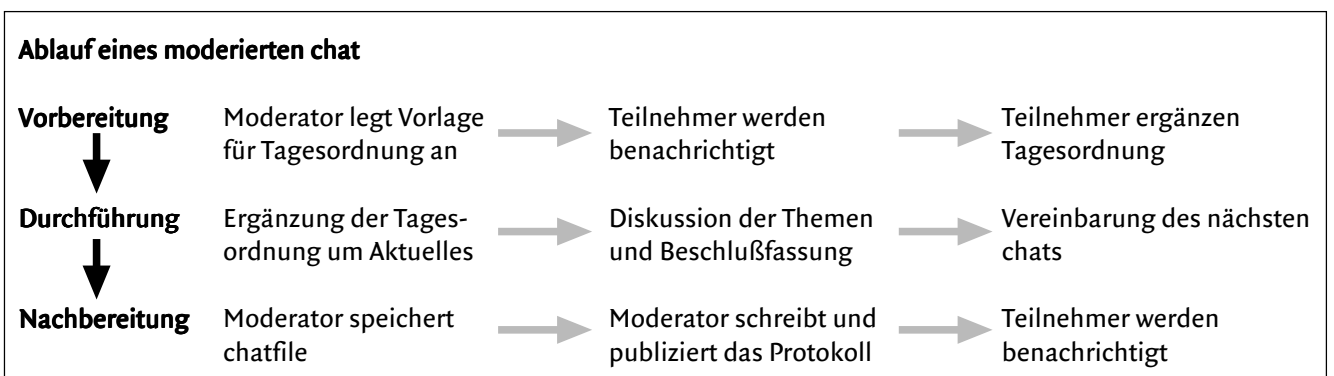 Ablauf eines moderierten chat
Vorbereitung
Moderator legt Vorlage
für Tagesordnung an
Teilnehmer werden
benachrichtigt
Teilnehmer ergänzen
Tagesordnung
Durchführung
Ergänzung der Tages-
ordnung um Aktuelles
Diskussion der Themen
und Beschlußfassung
Vereinbarung des nächsten
chats
Nachbereitung
Moderator speichert
chatfile
Moderator schreibt und
publiziert das Protokoll
Teilnehmer werden
benachrichtigt